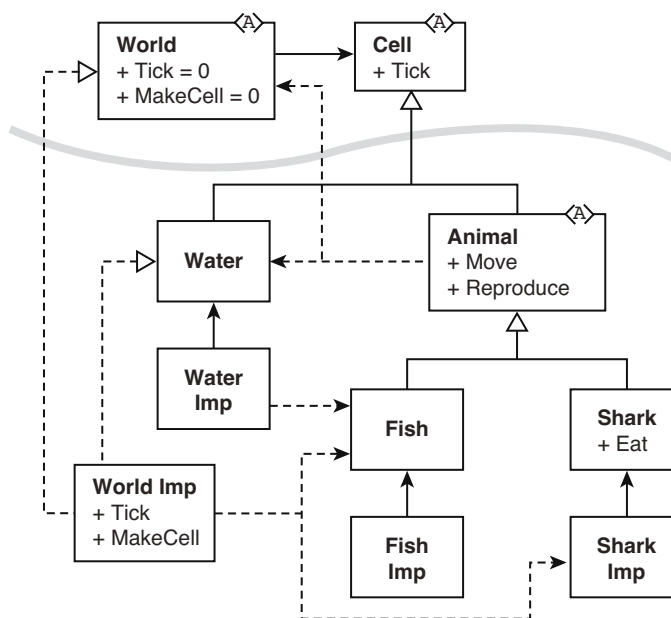 <A>
World
+ Tick = 0
+ MakeCell = 0
<A>
Cell
+ Tick
Water
<A>
Animal
+ Move
+ Reproduce
Water
Imp
Fish
Shark
+ Eat
World Imp
+ Tick
+ MakeCell
Fish
Imp
Shark
Imp